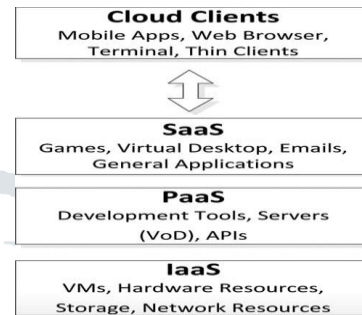 Cloud Clients
Mobile Apps, Web Browser,
Terminal, Thin Clients
SaaS
Games, Virtual Desktop, Emails,
General Applications
PaaS
Development Tools, Servers
(VoD), APIs
IaaS
VMs, Hardware Resources,
Storage, Network Resources